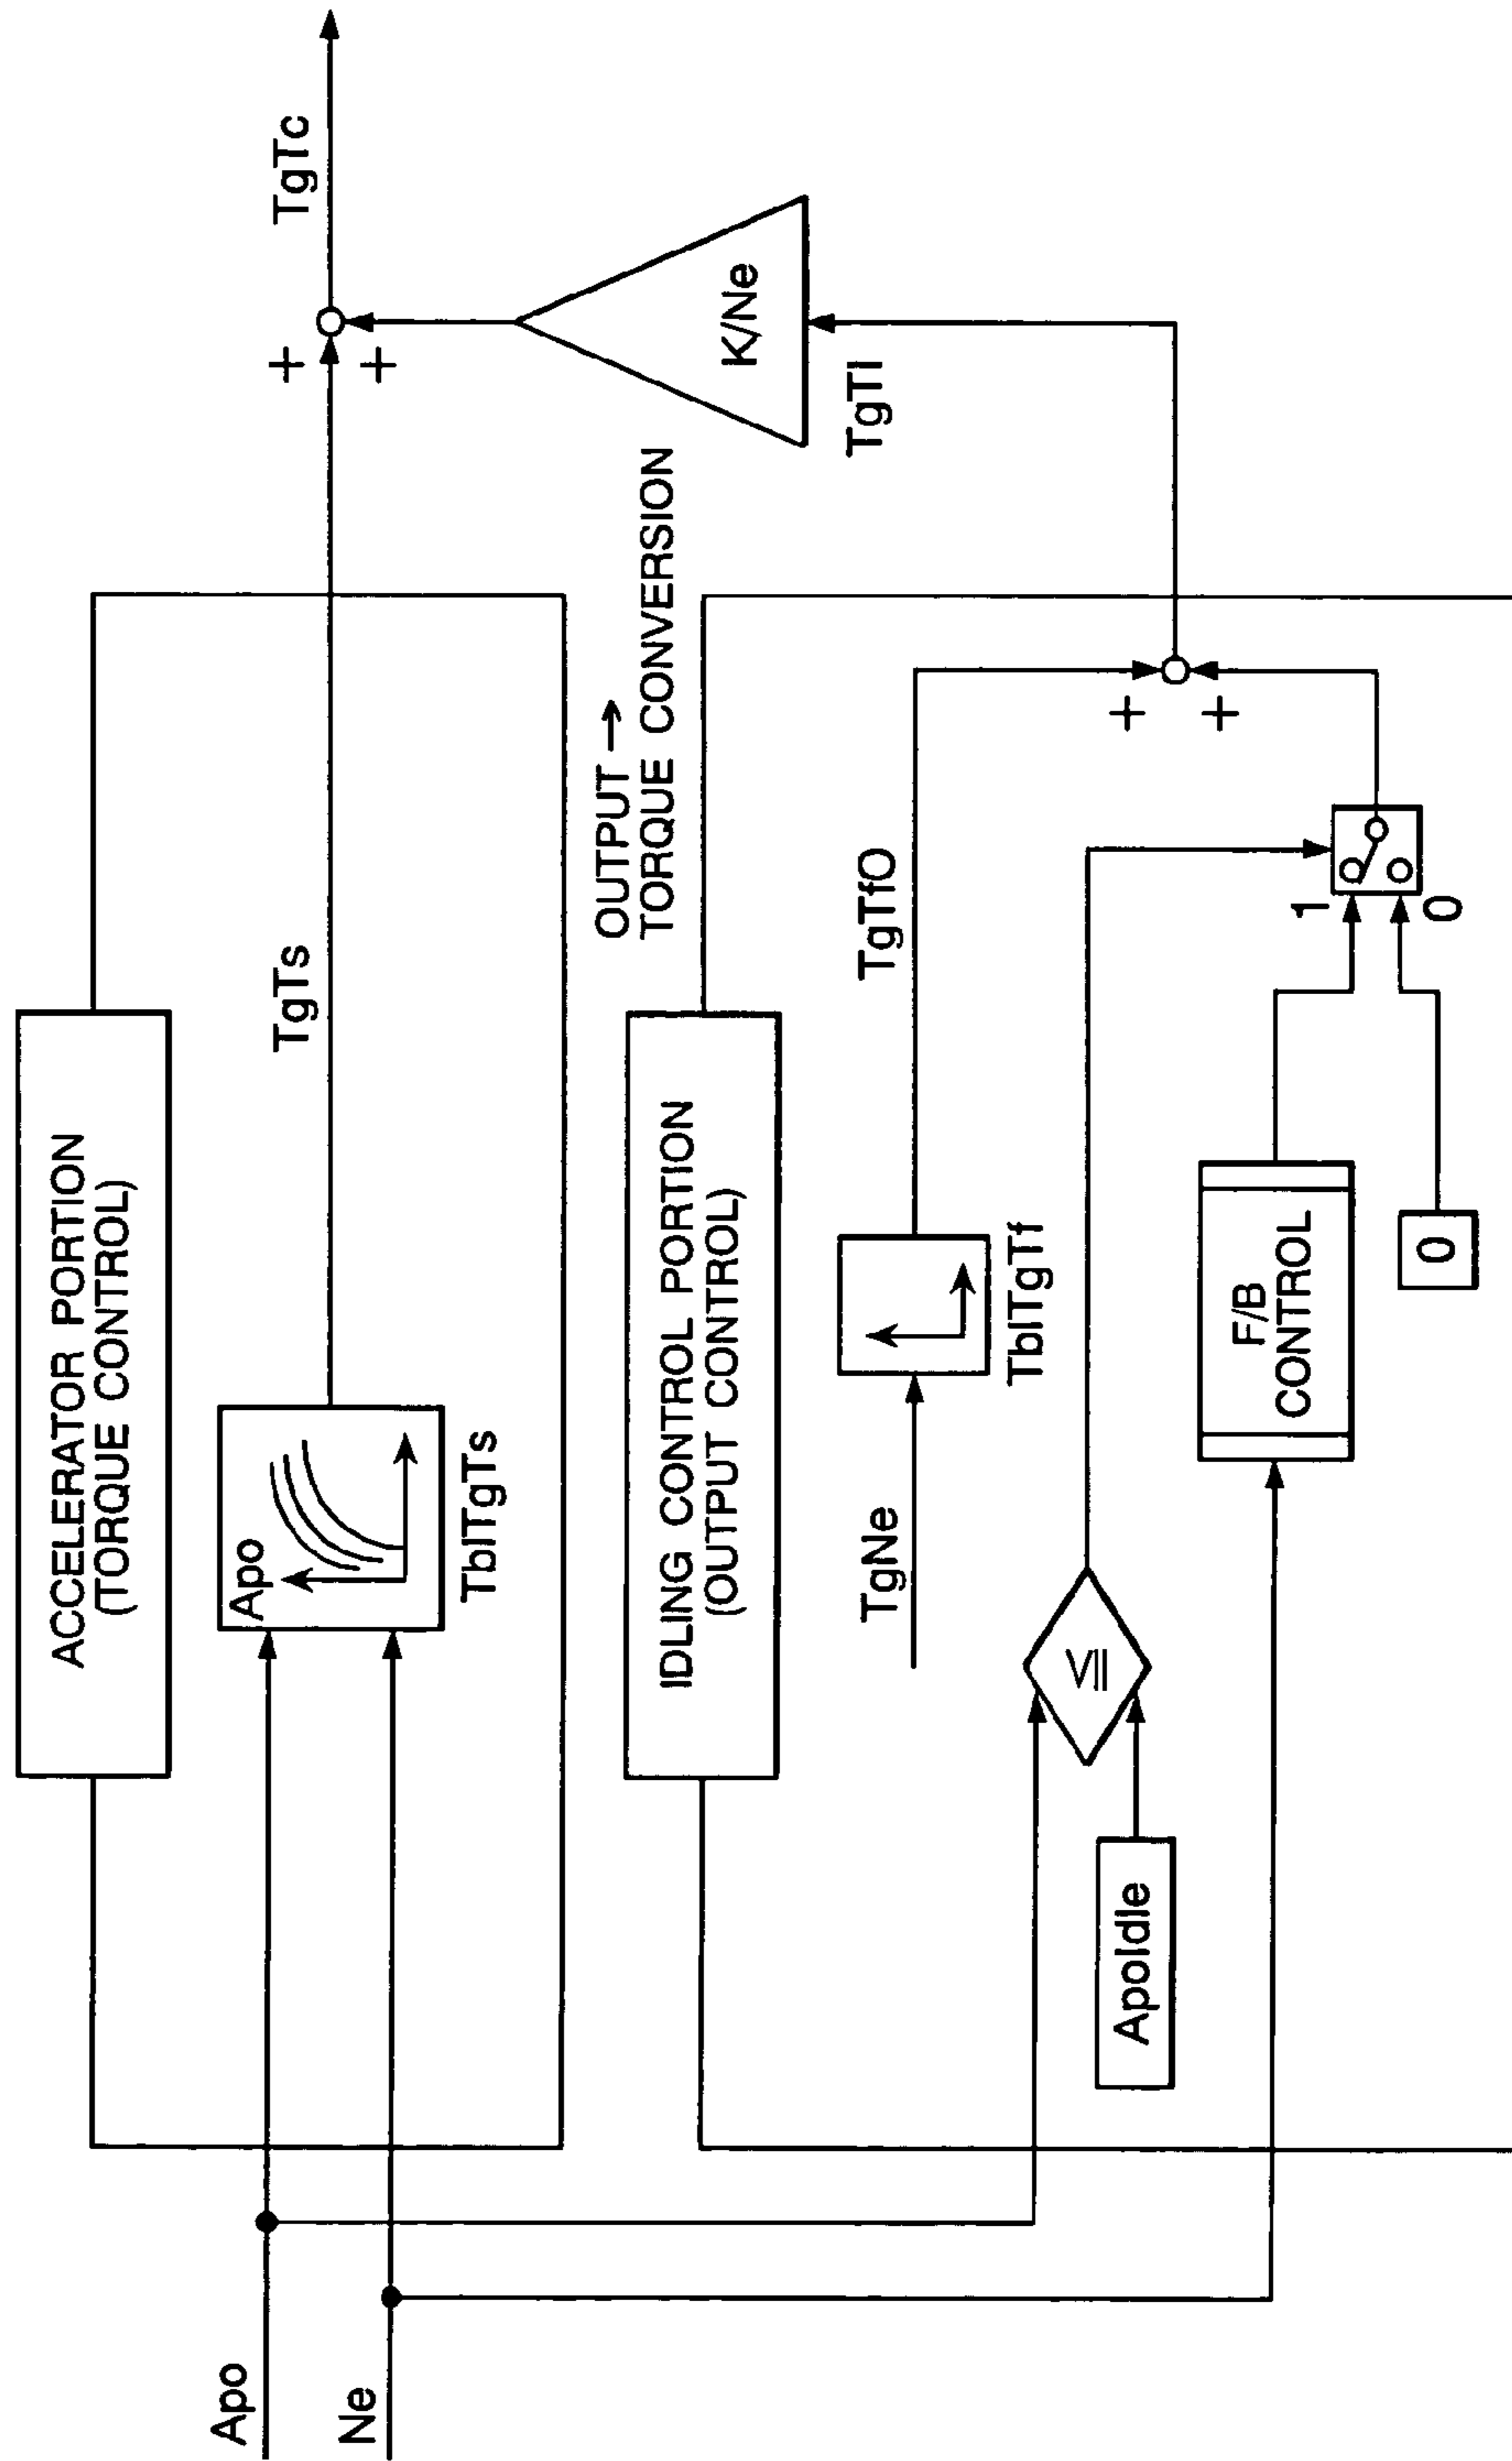 Apo
Ne
ACCELERATOR PORTION
(TORQUE CONTROL)
Apo
TblTgTs
TgTs
+
+
TgTc
OUTPUT →
TORQUE CONVERSION
K/Ne
TgTl
IDLING CONTROL PORTION
(OUTPUT CONTROL)
TgNe
TblTgTf
TgTf0
ApoIdle
≤
F/B
CONTROL
0
1
0
+
+